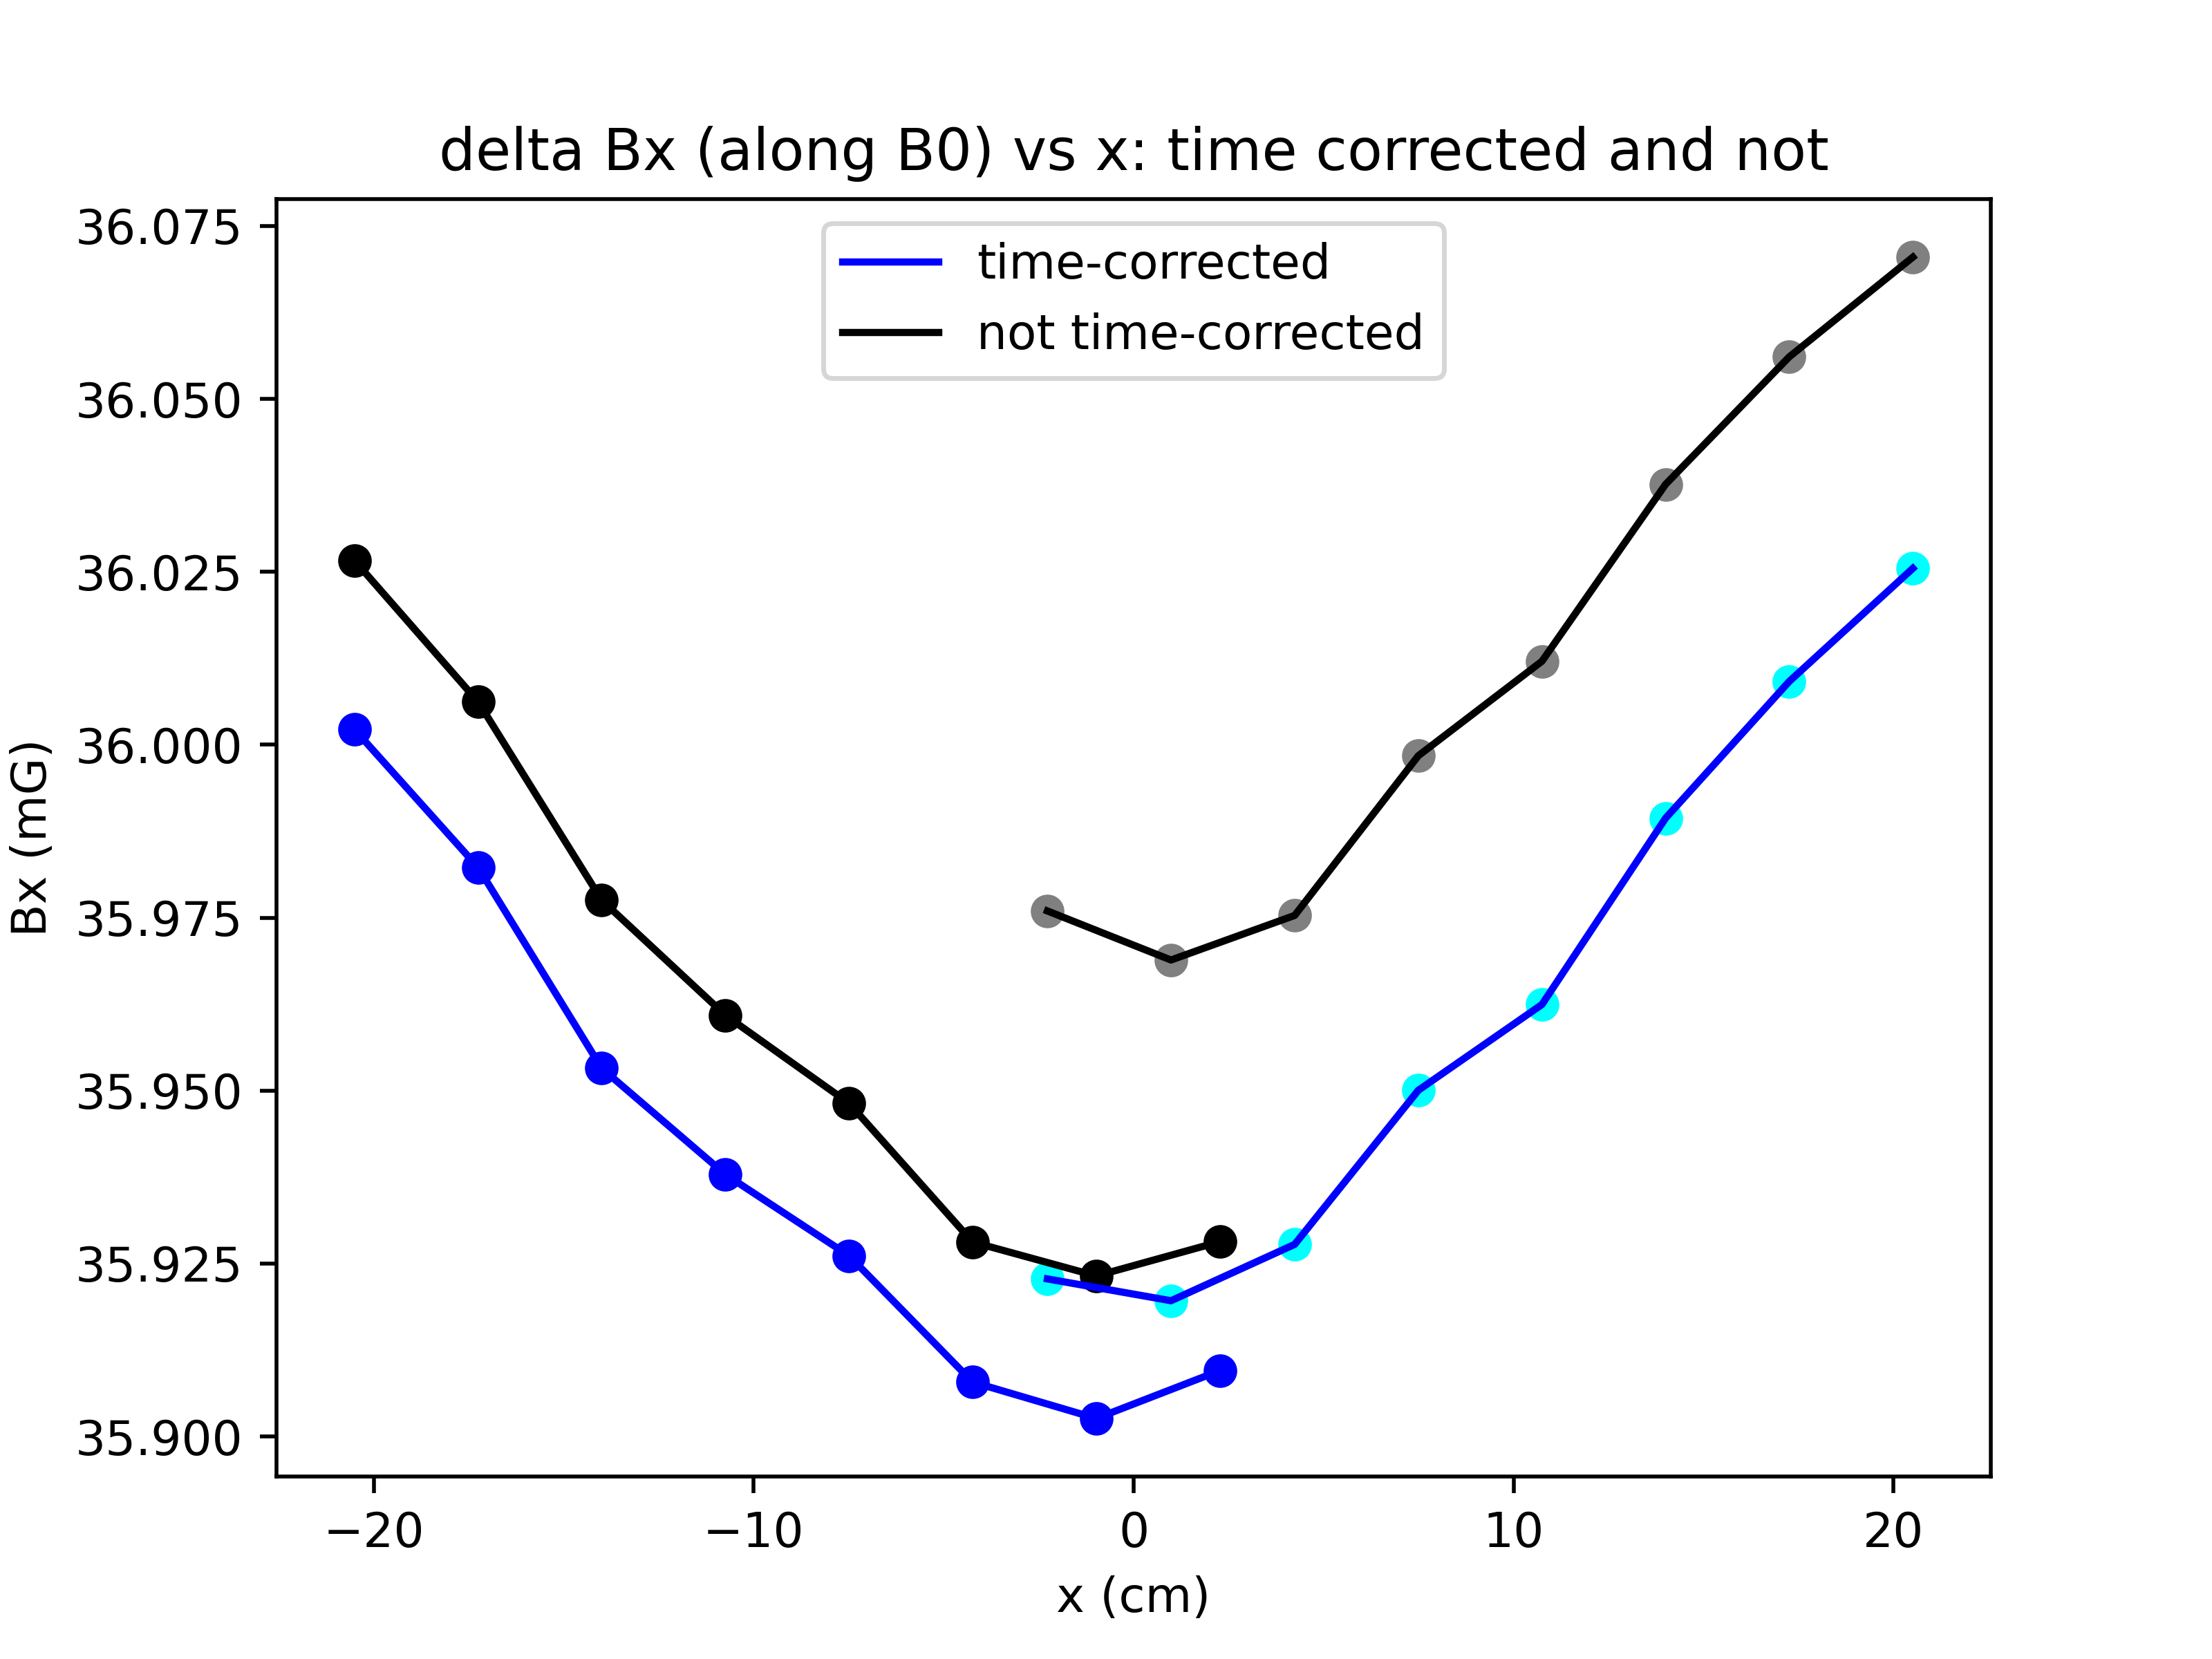 delta Bx (along B0) vs x: time corrected and not
time-corrected
not time-corrected
36.075
36.050
36.025
36.000
35.975
35.950
35.925
35.900
Bx (mG)
−20
−10
0
10
20
x (cm)